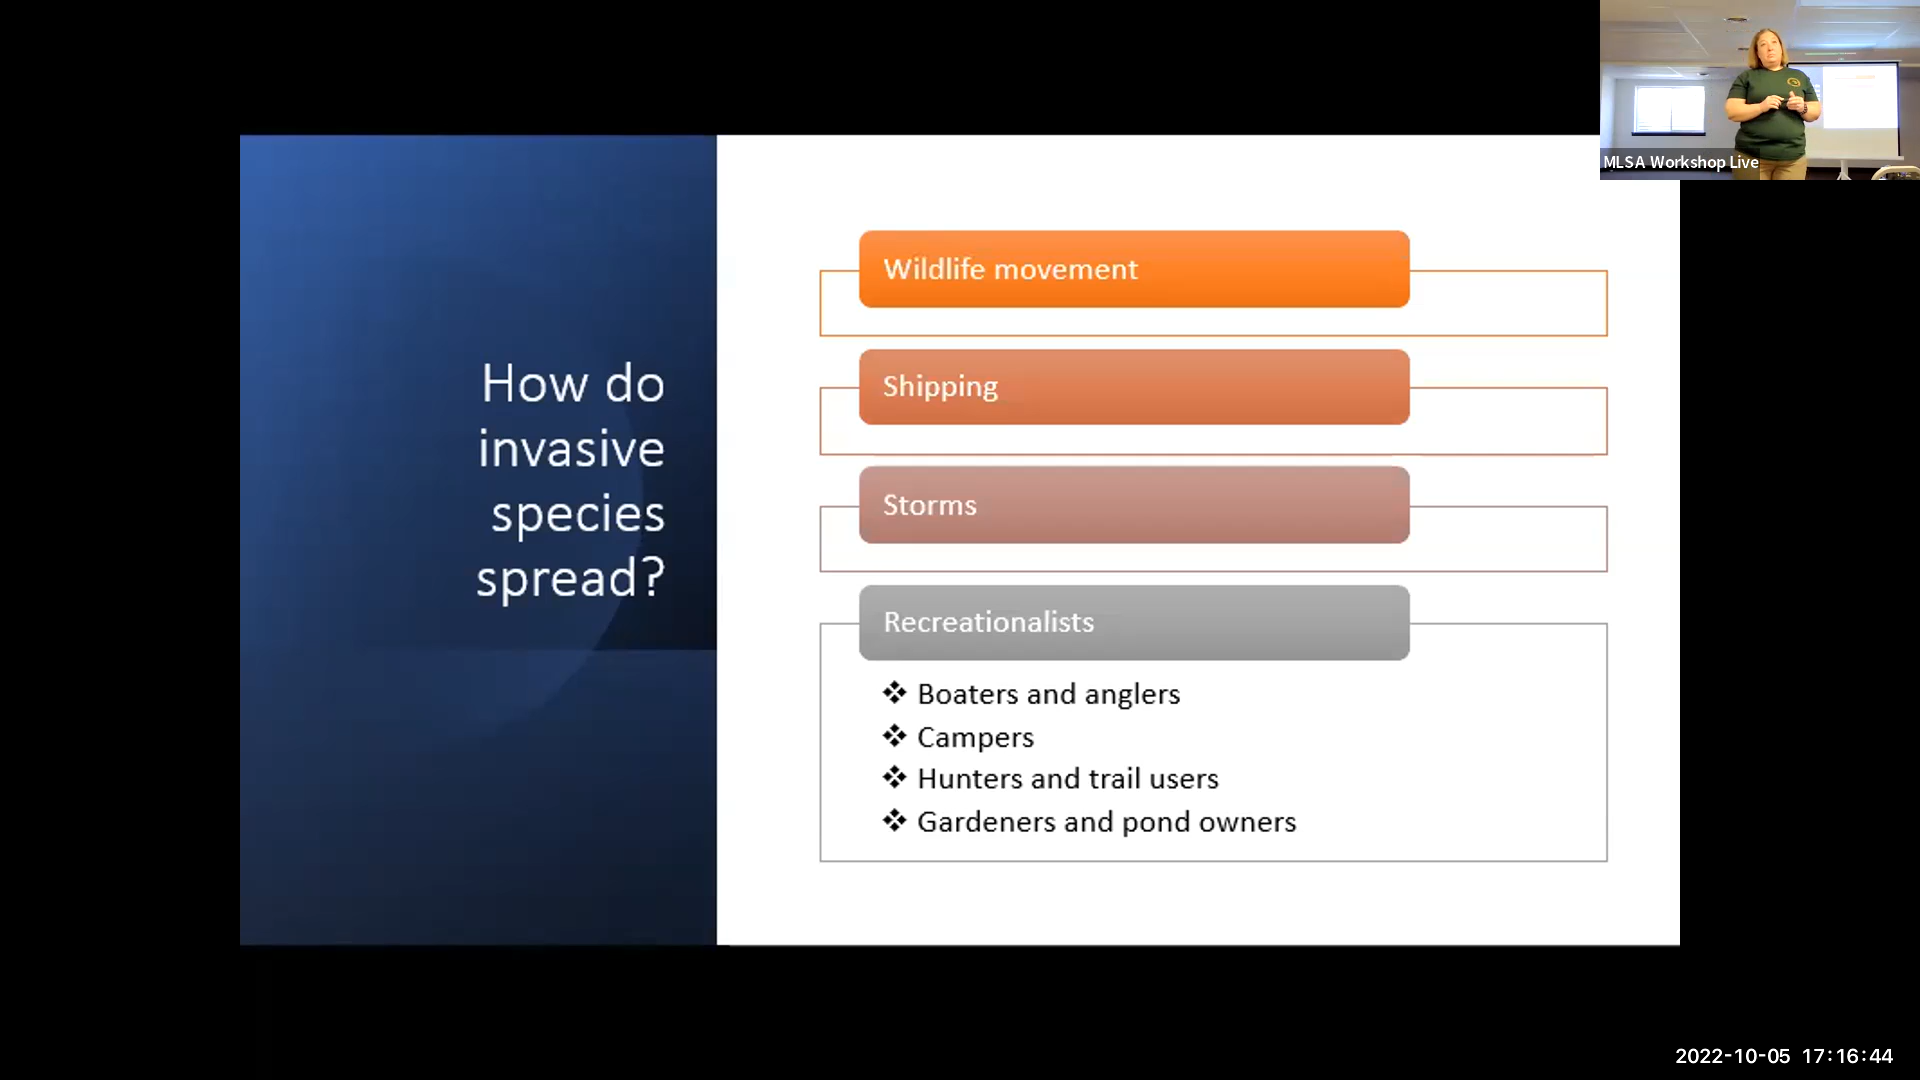 MLSA Workshop Live
How do
invasive
species
spread?
Wildlife movement
Shipping
Storms
Recreationalists
❖ Boaters and anglers
❖ Campers
❖ Hunters and trail users
❖ Gardeners and pond owners
2022-10-05 17:16:44